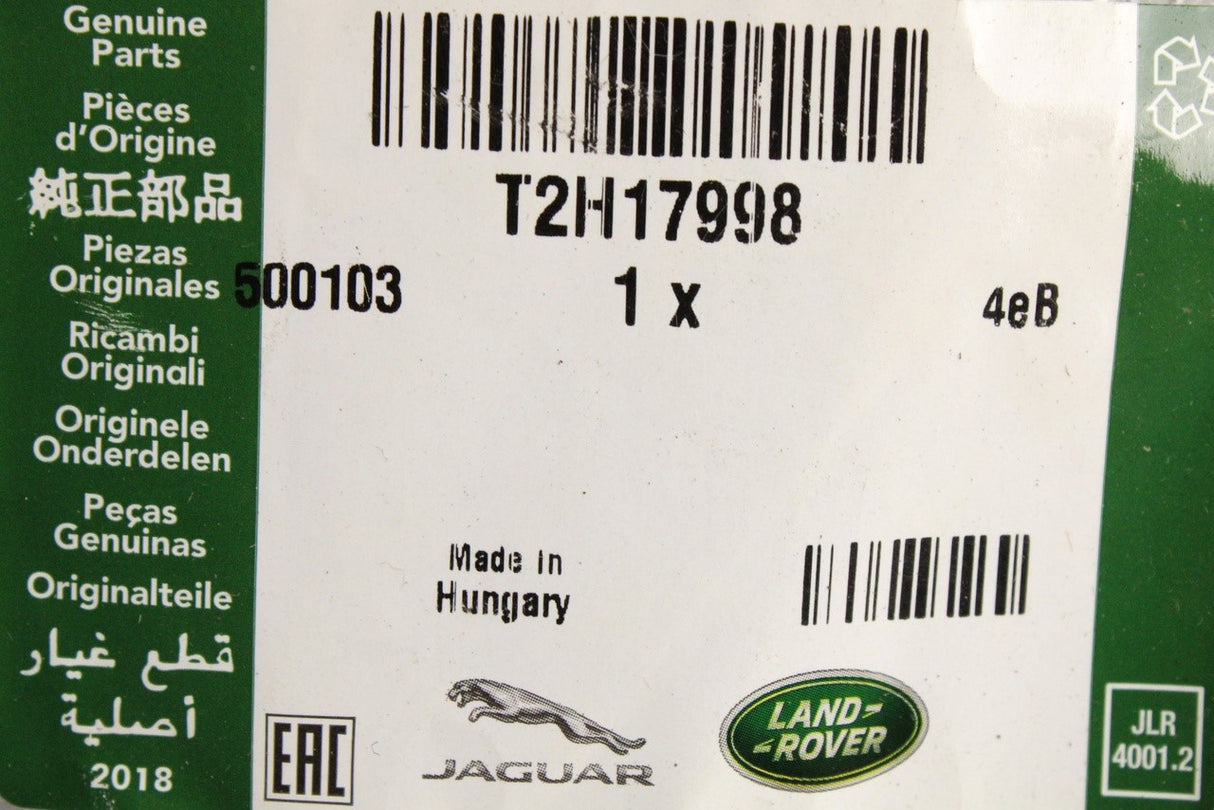 Genuine
Parts
Pièces
d'Origine
純正部品
Piezas
Originales
Ricambi
Originali
Originele
Onderdelen
Peças
Genuinas
Originalteile
قطع غيار
أصلية
2018
T2H17998
500103 1 x 4eB
Made in
Hungary
EAC
JAGUAR
LAND-
-ROVER
JLR
4001.2